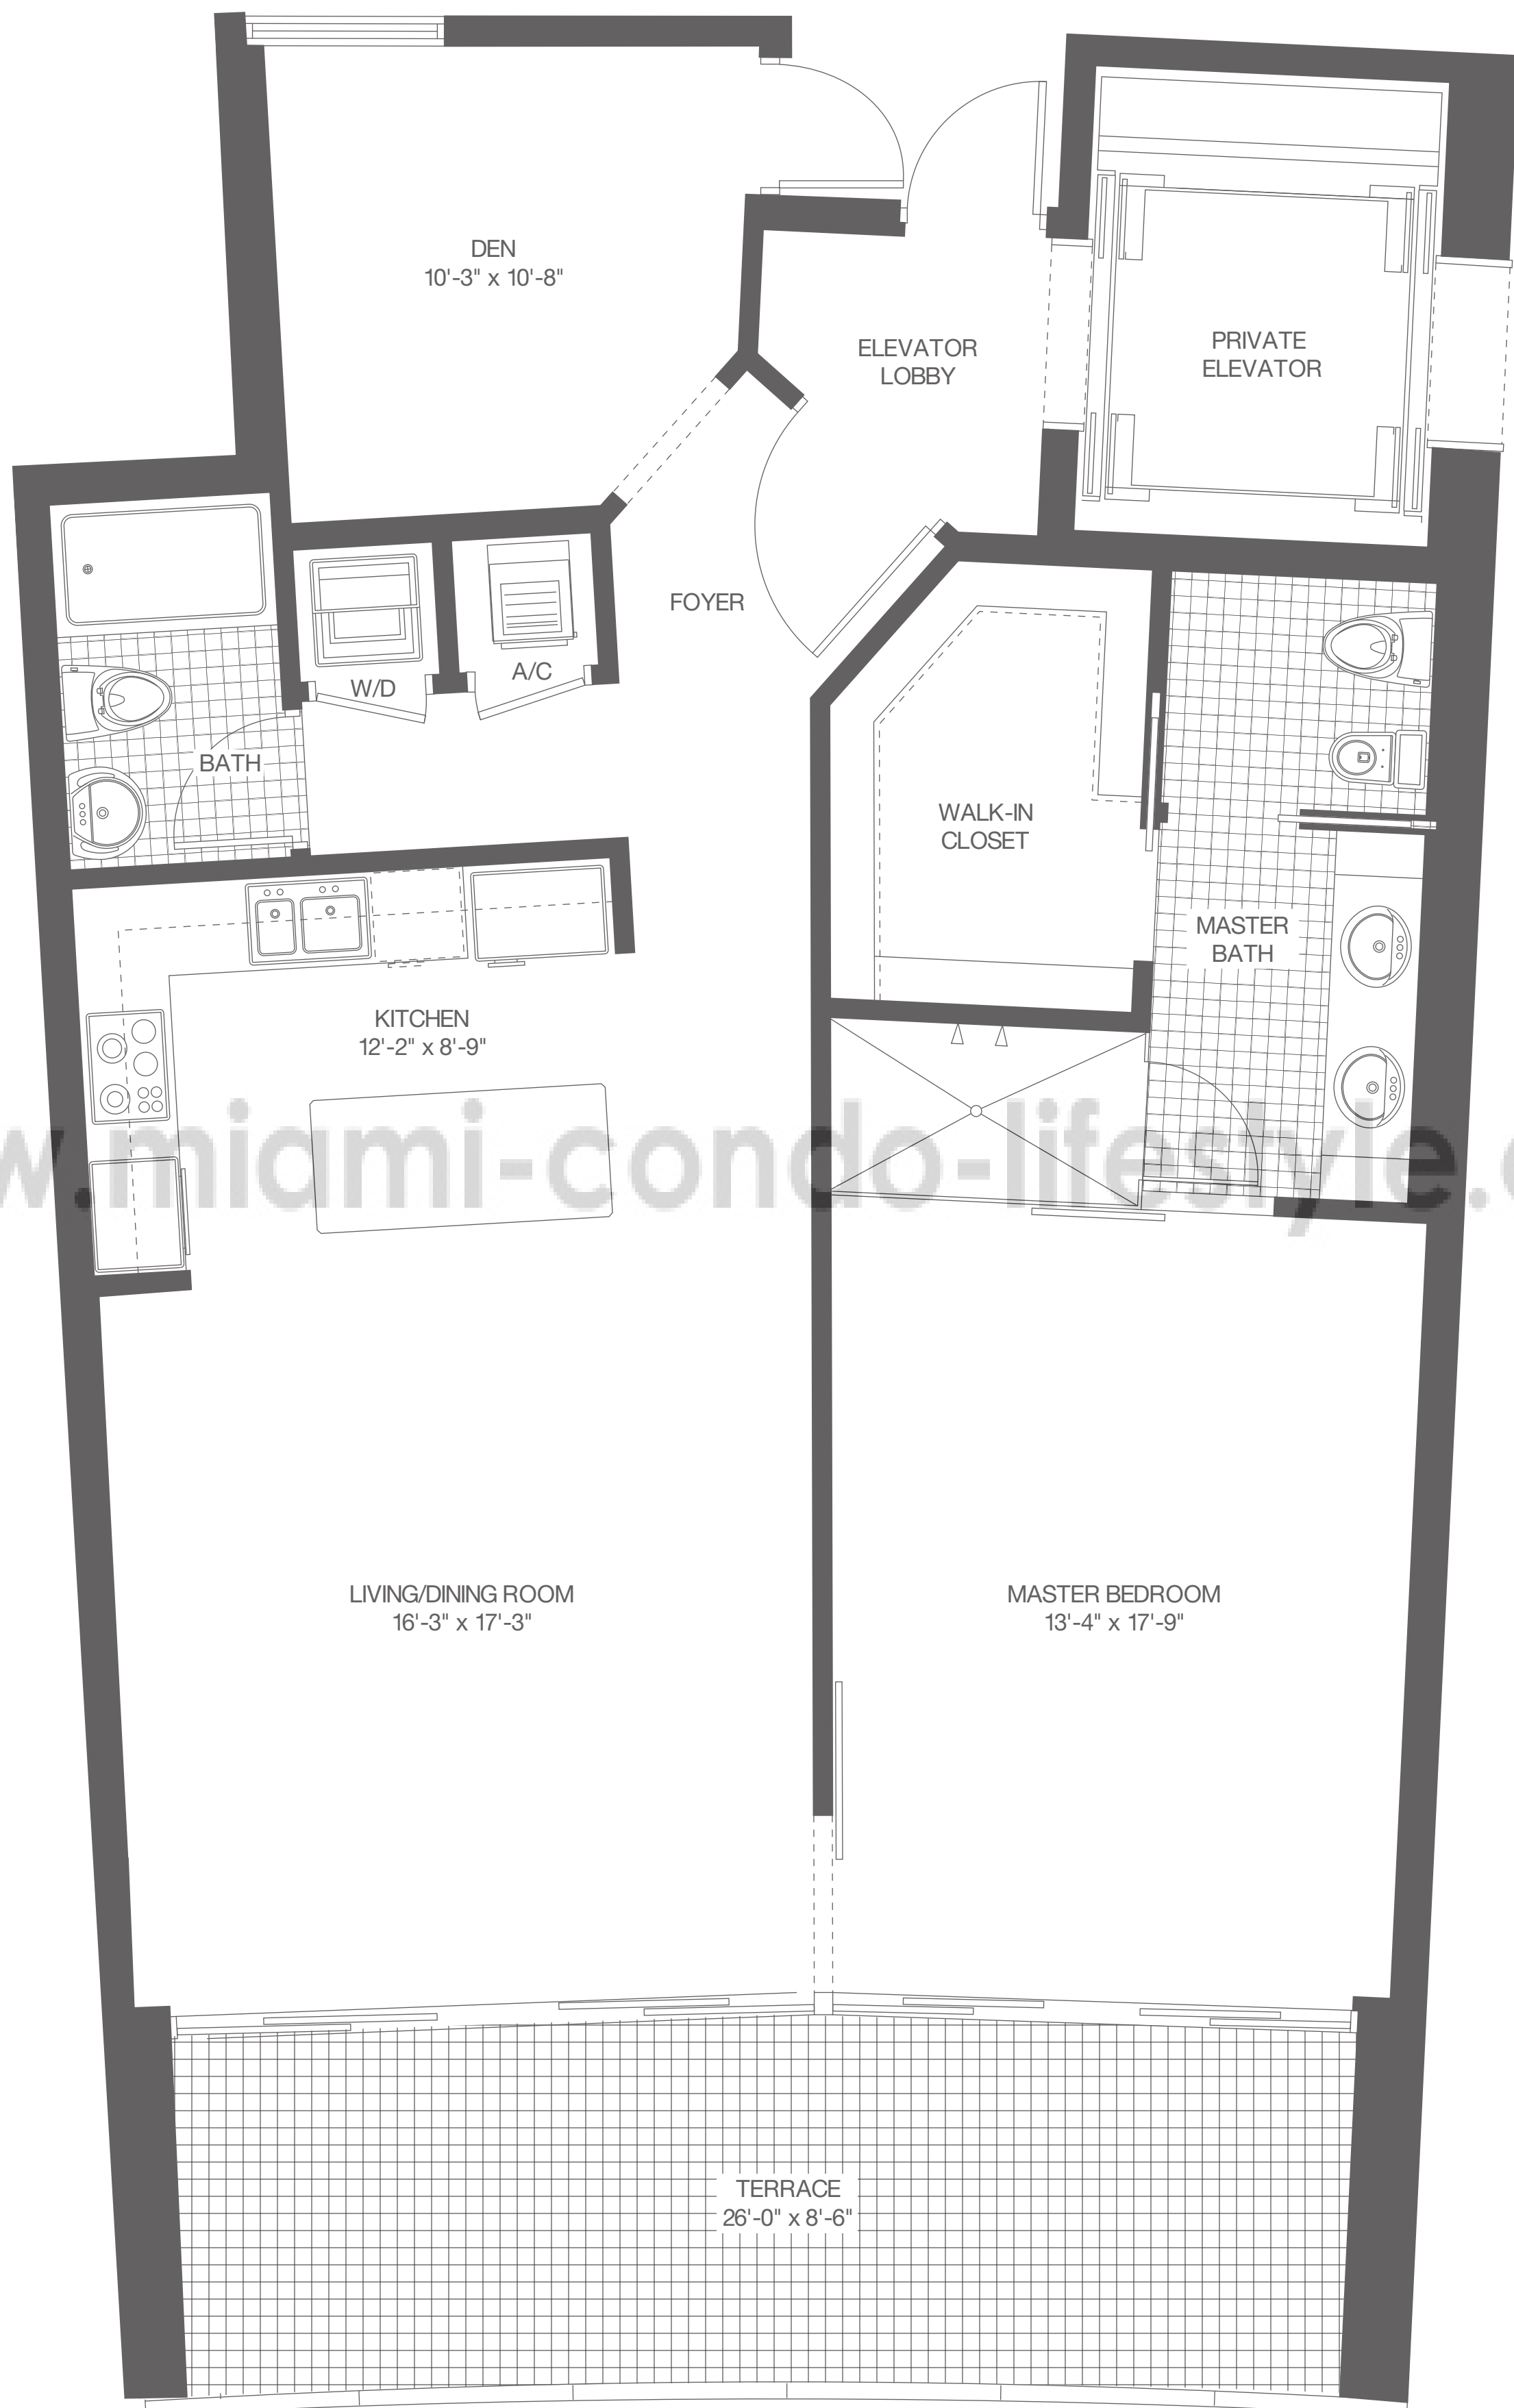 DEN
10'-3" x 10'-8"
ELEVATOR
LOBBY
PRIVATE
ELEVATOR
FOYER
W/D
A/C
BATH
WALK-IN
CLOSET
MASTER
BATH
KITCHEN
12'-2" x 8'-9"
w.miami-condo-lifestyle.c
LIVING/DINING ROOM
16'-3" x 17'-3"
MASTER BEDROOM
13'-4" x 17'-9"
TERRACE
26'-0" x 8'-6"